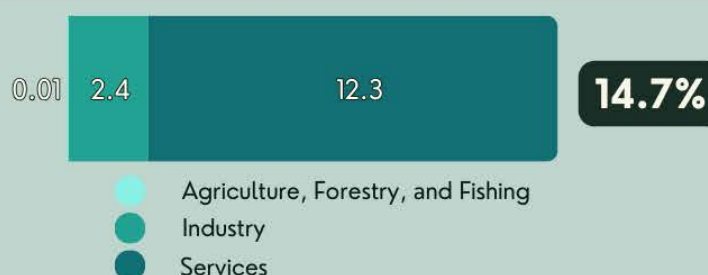 0.01 2.4 12.3 14.7%
Agriculture, Forestry, and Fishing
Industry
Services